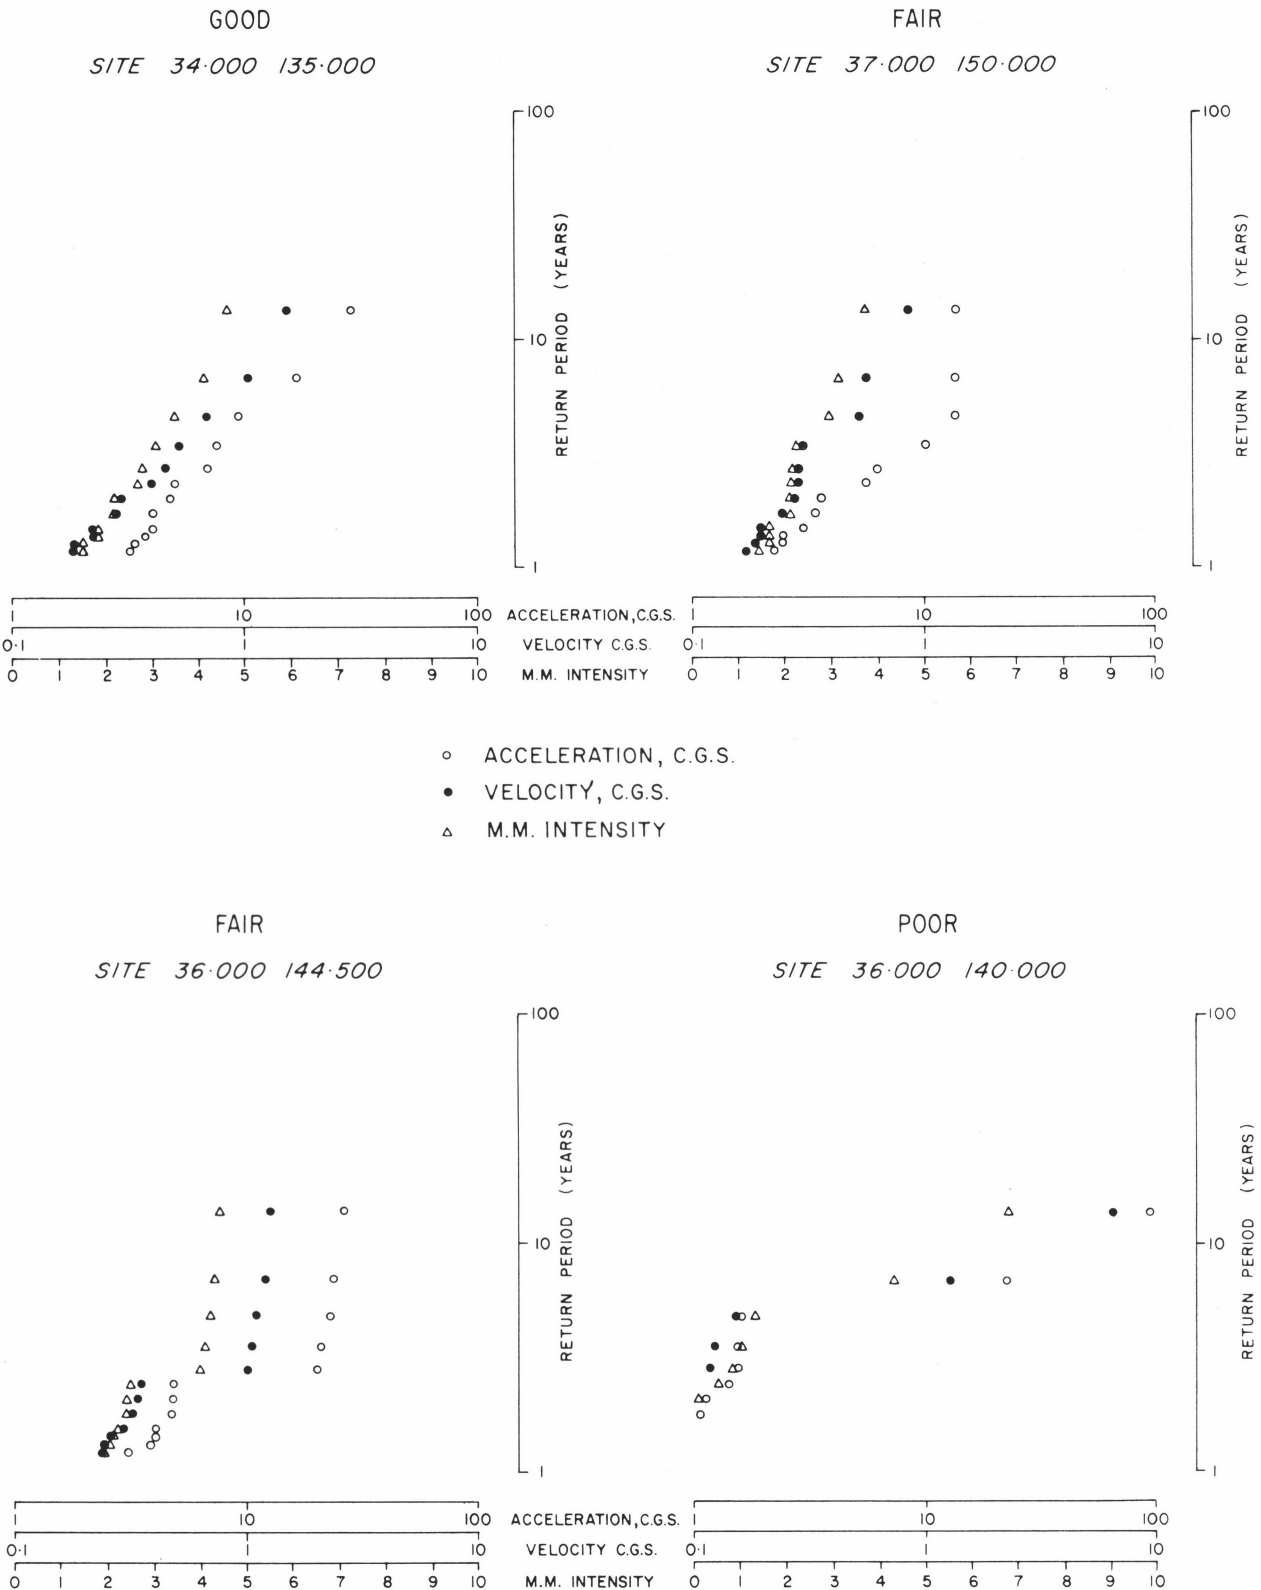 GOOD
SITE 34·000 135·000
100
10
1
RETURN PERIOD (YEARS)
FAIR
SITE 37·000 150·000
100
10
1
RETURN PERIOD (YEARS)
1 10 100 ACCELERATION, C.G.S. 1 10 100
0·1 1 10 VELOCITY C.G.S. 0·1 1 10
0 1 2 3 4 5 6 7 8 9 10 M.M. INTENSITY 0 1 2 3 4 5 6 7 8 9 10
ACCELERATION, C.G.S.
VELOCITY, C.G.S.
M.M. INTENSITY
FAIR
SITE 36·000 144·500
100
10
1
RETURN PERIOD (YEARS)
POOR
SITE 36·000 140·000
100
10
1
RETURN PERIOD (YEARS)
1 10 100 ACCELERATION, C.G.S. 1 10 100
0·1 1 10 VELOCITY C.G.S. 0·1 1 10
0 1 2 3 4 5 6 7 8 9 10 M.M. INTENSITY 0 1 2 3 4 5 6 7 8 9 10